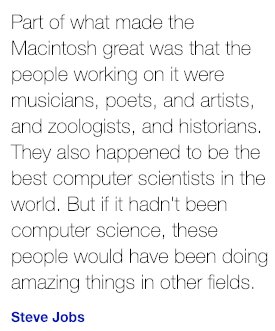 Part of what made the
Macintosh great was that the
people working on it were
musicians, poets, and artists,
and zoologists, and historians.
They also happened to be the
best computer scientists in the
world. But if it hadn't been
computer science, these
people would have been doing
amazing things in other fields.
Steve Jobs